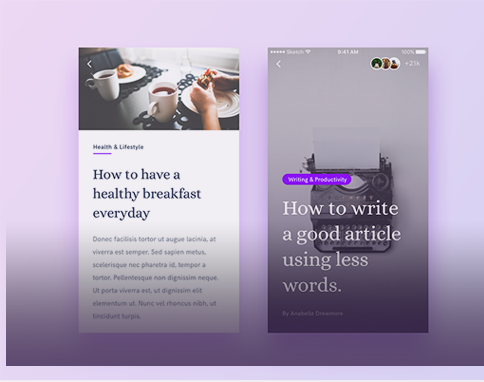 Health & Lifestyle
How to have a
healthy breakfast
everyday
Donec facilisis tortor ut augue lacinia, at
viverra est semper. Sed sapien metus,
scelerisque nec pharetra id, tempor a
tortor. Pellentesque non dignissim neque.
Ut porta viverra est, ut dignissim elit
elementum ut. Nunc vel rhoncus nibh, ut
tincidunt turpis.
Sketch
9:41 AM
100%
+21k
Writing & Productivity
How to write
a good article
using less
words.
By Anabelle Drewmore